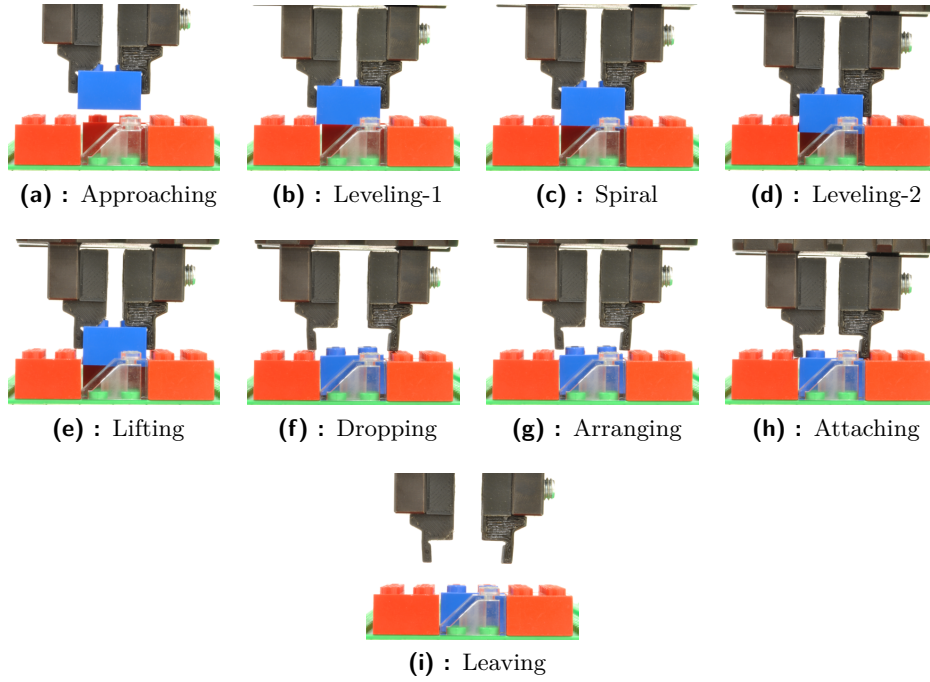 (a) : Approaching
(b) : Leveling-1
(c) : Spiral
(d) : Leveling-2
(e) : Lifting
(f) : Dropping
(g) : Arranging
(h) : Attaching
(i) : Leaving